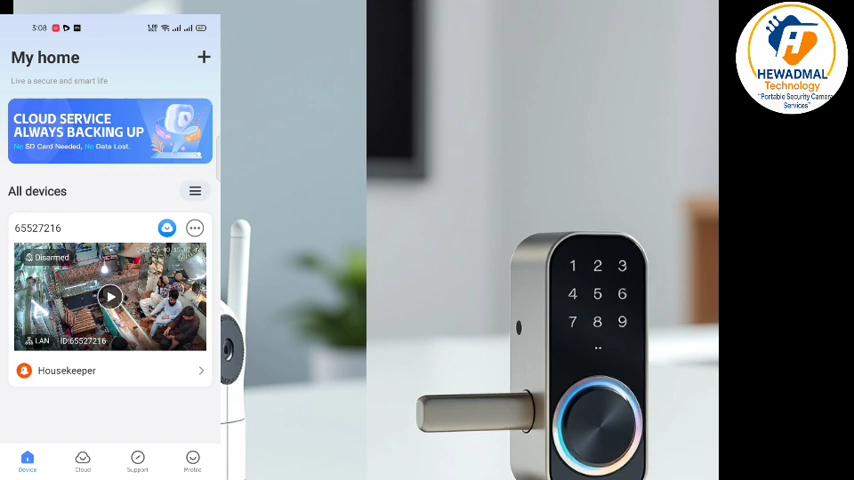 3:08
My home
+
Live a secure and smart life
CLOUD SERVICE
ALWAYS BACKING UP
No SD Card Needed, No Data Lost.
All devices
65527216
Disarmed
LAN ID:65527216
Housekeeper
Device Cloud Support Profile
1 2 3
4 5 6
7 8 9
HEWADMAL
Technology
"Portable Security Camera
Services"